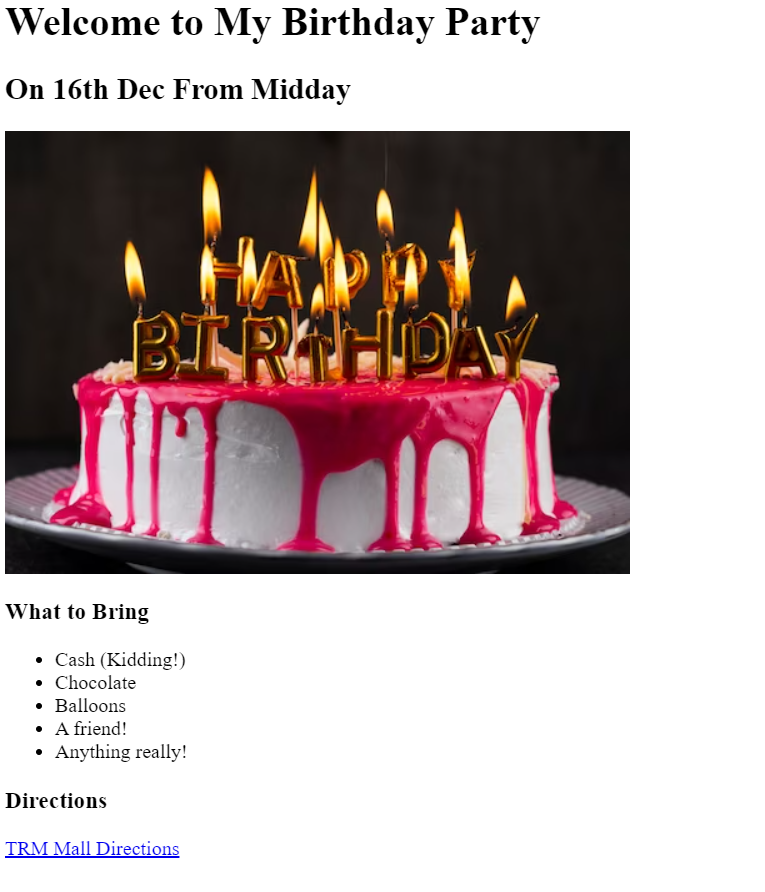 Welcome to My Birthday Party
On 16th Dec From Midday
HAPPY
BIRTHDAY
What to Bring
Cash (Kidding!)
Chocolate
Balloons
A friend!
Anything really!
Directions
TRM Mall Directions